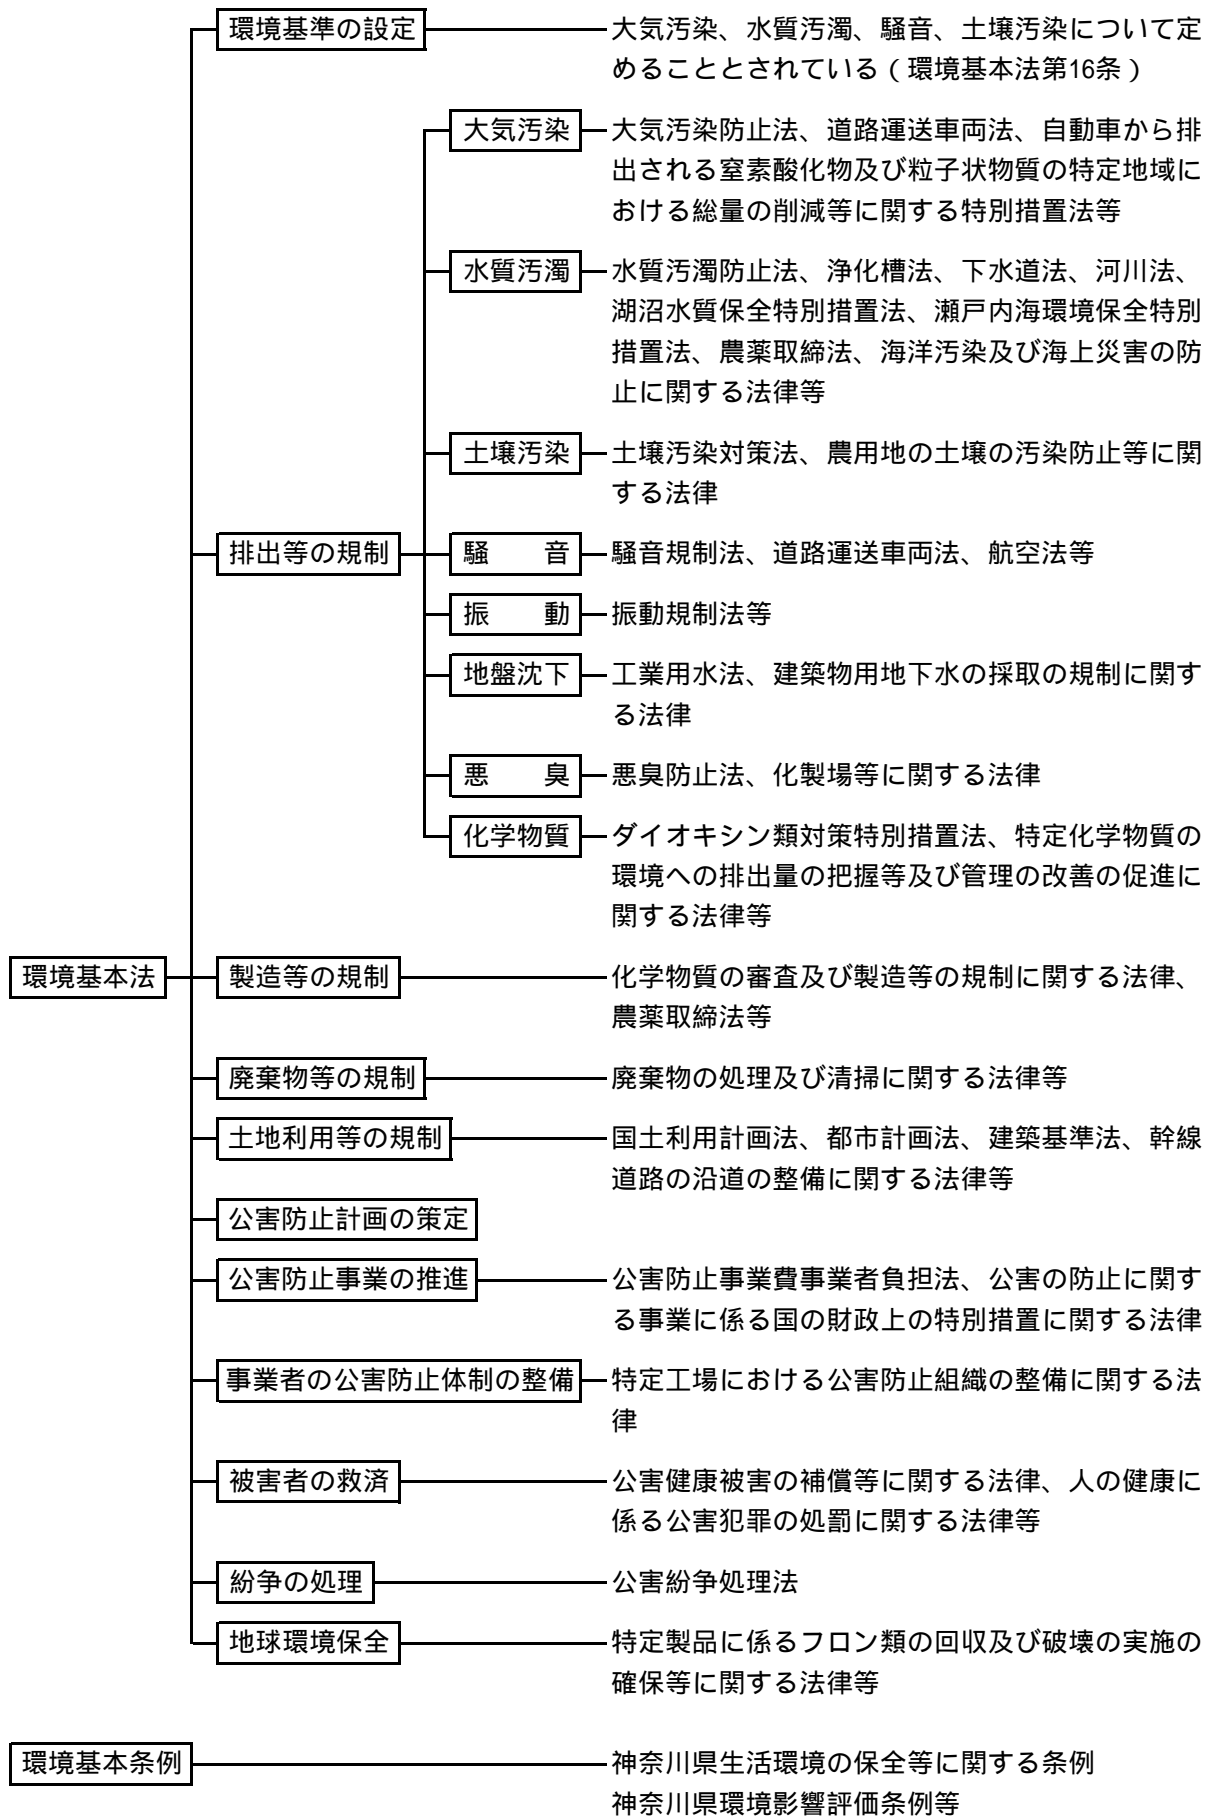 環境基準の設定
大気汚染、水質汚濁、騒音、土壌汚染について定
めることとされている（環境基本法第16条）
大気汚染
大気汚染防止法、道路運送車両法、自動車から排
出される窒素酸化物及び粒子状物質の特定地域に
おける総量の削減等に関する特別措置法等
水質汚濁
水質汚濁防止法、浄化槽法、下水道法、河川法、
湖沼水質保全特別措置法、瀬戸内海環境保全特別
措置法、農薬取締法、海洋汚染及び海上災害の防
止に関する法律等
土壌汚染
土壌汚染対策法、農用地の土壌の汚染防止等に関
する法律
排出等の規制
騒　　音
騒音規制法、道路運送車両法、航空法等
振　　動
振動規制法等
地盤沈下
工業用水法、建築物用地下水の採取の規制に関す
る法律
悪　　臭
悪臭防止法、化製場等に関する法律
化学物質
ダイオキシン類対策特別措置法、特定化学物質の
環境への排出量の把握等及び管理の改善の促進に
関する法律等
環境基本法
製造等の規制
化学物質の審査及び製造等の規制に関する法律、
農薬取締法等
廃棄物等の規制
廃棄物の処理及び清掃に関する法律等
土地利用等の規制
国土利用計画法、都市計画法、建築基準法、幹線
道路の沿道の整備に関する法律等
公害防止計画の策定
公害防止事業の推進
公害防止事業費事業者負担法、公害の防止に関す
る事業に係る国の財政上の特別措置に関する法律
事業者の公害防止体制の整備
特定工場における公害防止組織の整備に関する法
律
被害者の救済
公害健康被害の補償等に関する法律、人の健康に
係る公害犯罪の処罰に関する法律等
紛争の処理
公害紛争処理法
地球環境保全
特定製品に係るフロン類の回収及び破壊の実施の
確保等に関する法律等
環境基本条例
神奈川県生活環境の保全等に関する条例
神奈川県環境影響評価条例等